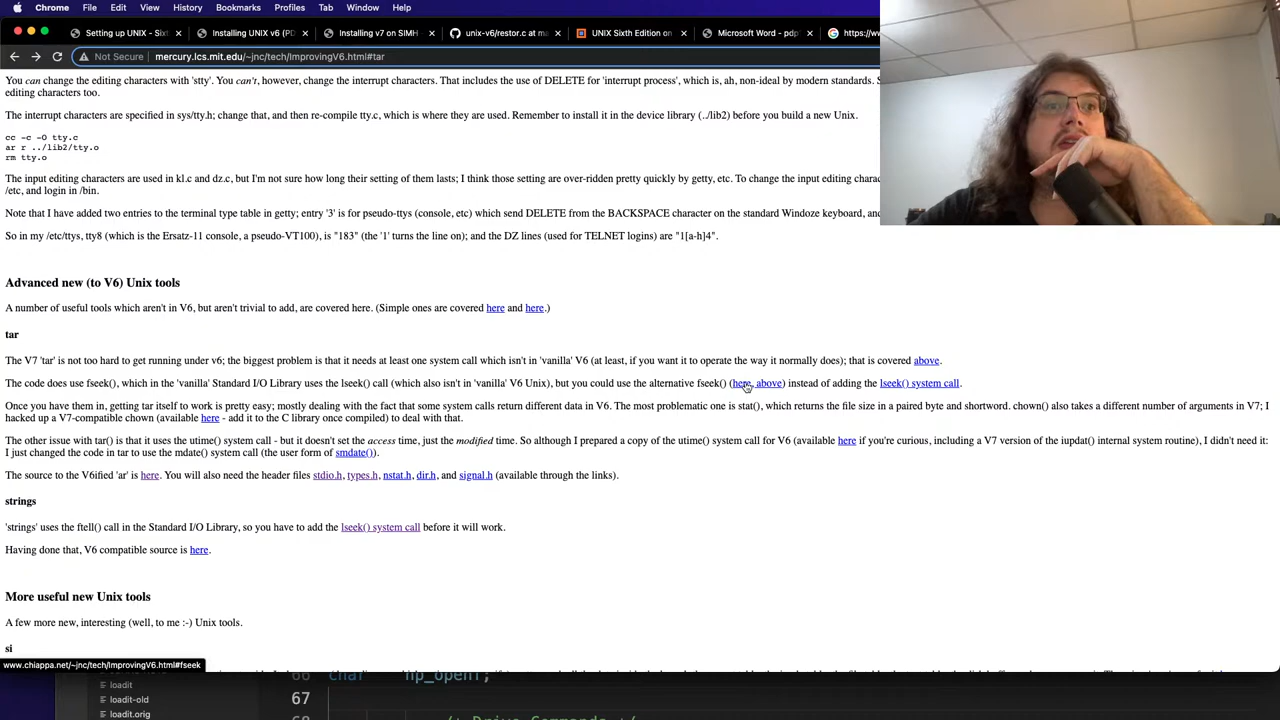 Chrome File Edit View History Bookmarks Profiles Tab Window Help
Setting up UNIX - Sixt
Installing UNIX v6 (PD
Installing v7 on SIMH
unix-v6/restor.c at ma
UNIX Sixth Edition on
Microsoft Word - pd
https://ww
Not Secure mercury.lcs.mit.edu/~jnc/tech/ImprovingV6.html#tar
You can change the editing characters with 'stty'. You can't, however, change the interrupt characters. That includes the use of DELETE for 'interrupt process', which is, ah, non-ideal by modern standards. S
editing characters too.
The interrupt characters are specified in sys/tty.h; change that, and then re-compile tty.c, which is where they are used. Remember to install it in the device library (../lib2) before you build a new Unix.
cc -c -O tty.c
ar r ../lib2/tty.o
rm tty.o
The input editing characters are used in kl.c and dz.c, but I'm not sure how long their setting of them lasts; I think those setting are over-ridden pretty quickly by getty, etc. To change the input editing charac
/etc, and login in /bin.
Note that I have added two entries to the terminal type table in getty; entry '3' is for pseudo-ttys (console, etc) which send DELETE from the BACKSPACE character on the standard Windoze keyboard, and
So in my /etc/ttys, tty8 (which is the Ersatz-11 console, a pseudo-VT100), is "183" (the '1' turns the line on); and the DZ lines (used for TELNET logins) are "1[a-h]4".
Advanced new (to V6) Unix tools
A number of useful tools which aren't in V6, but aren't trivial to add, are covered here. (Simple ones are covered here and here.)
tar
The V7 'tar' is not too hard to get running under v6; the biggest problem is that it needs at least one system call which isn't in 'vanilla' V6 (at least, if you want it to operate the way it normally does); that is covered above.
The code does use fseek(), which in the 'vanilla' Standard I/O Library uses the lseek() call (which also isn't in 'vanilla' V6 Unix), but you could use the alternative fseek() (here, above) instead of adding the lseek() system call.
Once you have them in, getting tar itself to work is pretty easy; mostly dealing with the fact that some system calls return different data in V6. The most problematic one is stat(), which returns the file size in a paired byte and shortword. chown() also takes a different number of arguments in V7; I
hacked up a V7-compatible chown (available here - add it to the C library once compiled) to deal with that.
The other issue with tar() is that it uses the utime() system call - but it doesn't set the access time, just the modified time. So although I prepared a copy of the utime() system call for V6 (available here if you're curious, including a V7 version of the iupdat() internal system routine), I didn't need it:
I just changed the code in tar to use the mdate() system call (the user form of smdate()).
The source to the V6ified 'ar' is here. You will also need the header files stdio.h, types.h, nstat.h, dir.h, and signal.h (available through the links).
strings
'strings' uses the ftell() call in the Standard I/O Library, so you have to add the lseek() system call before it will work.
Having done that, V6 compatible source is here.
More useful new Unix tools
A few more new, interesting (well, to me :-) Unix tools.
si
www.chiappa.net/~jnc/tech/ImprovingV6.html#fseek
loadit
loadit-old
loadit.orig
67